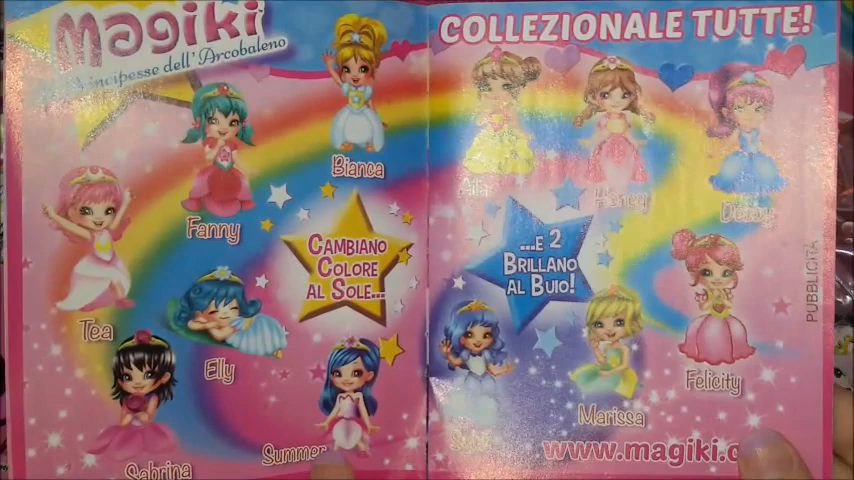 Magiki
Principesse dell'Arcobaleno
COLLEZIONALE TUTTE!
Bianca
Fanny
Tea
Elly
Sabrina
Summer
CAMBIANO
COLORE
AL SOLE...
...E 2
BRILLANO
AL BUIO!
Honey
Felicity
Marissa
www.magiki.c
PUBBLICITÀ